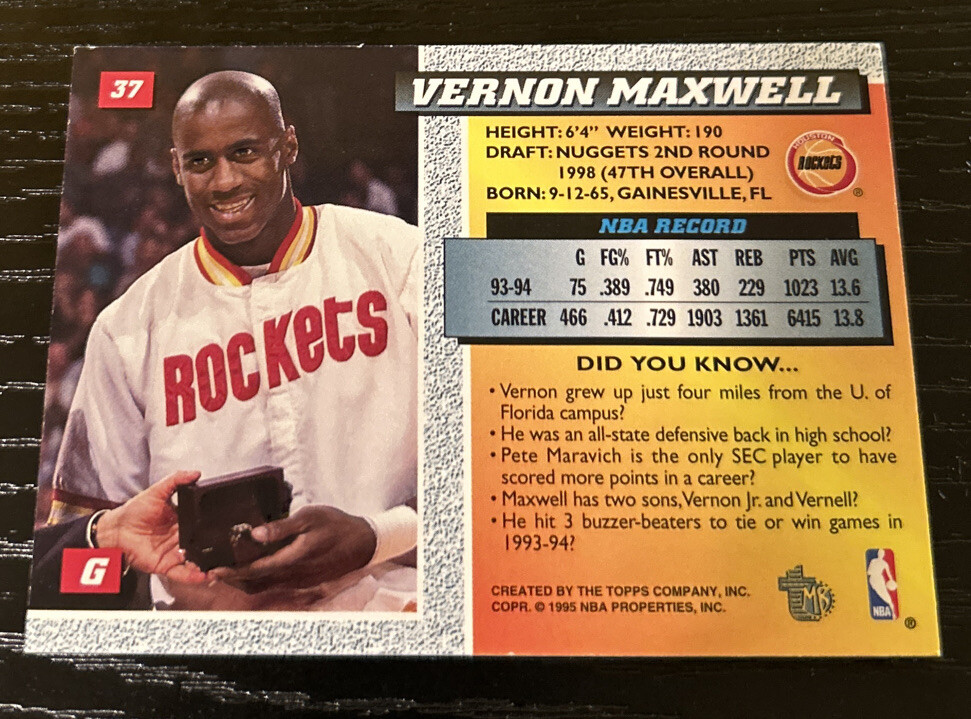 37
VERNON MAXWELL
HEIGHT: 6'4" WEIGHT: 190
DRAFT: NUGGETS 2ND ROUND
1998 (47TH OVERALL)
BORN: 9-12-65, GAINESVILLE, FL
HOUSTON
ROCKETS
®
NBA RECORD
G FG% FT% AST REB PTS AVG
93-94 75 .389 .749 380 229 1023 13.6
CAREER 466 .412 .729 1903 1361 6415 13.8
ROCKETS
DID YOU KNOW...
• Vernon grew up just four miles from the U. of
Florida campus?
• He was an all-state defensive back in high school?
• Pete Maravich is the only SEC player to have
scored more points in a career?
• Maxwell has two sons, Vernon Jr. and Vernell?
• He hit 3 buzzer-beaters to tie or win games in
1993-94?
G
CREATED BY THE TOPPS COMPANY, INC.
COPR. © 1995 NBA PROPERTIES, INC.
NBA
®